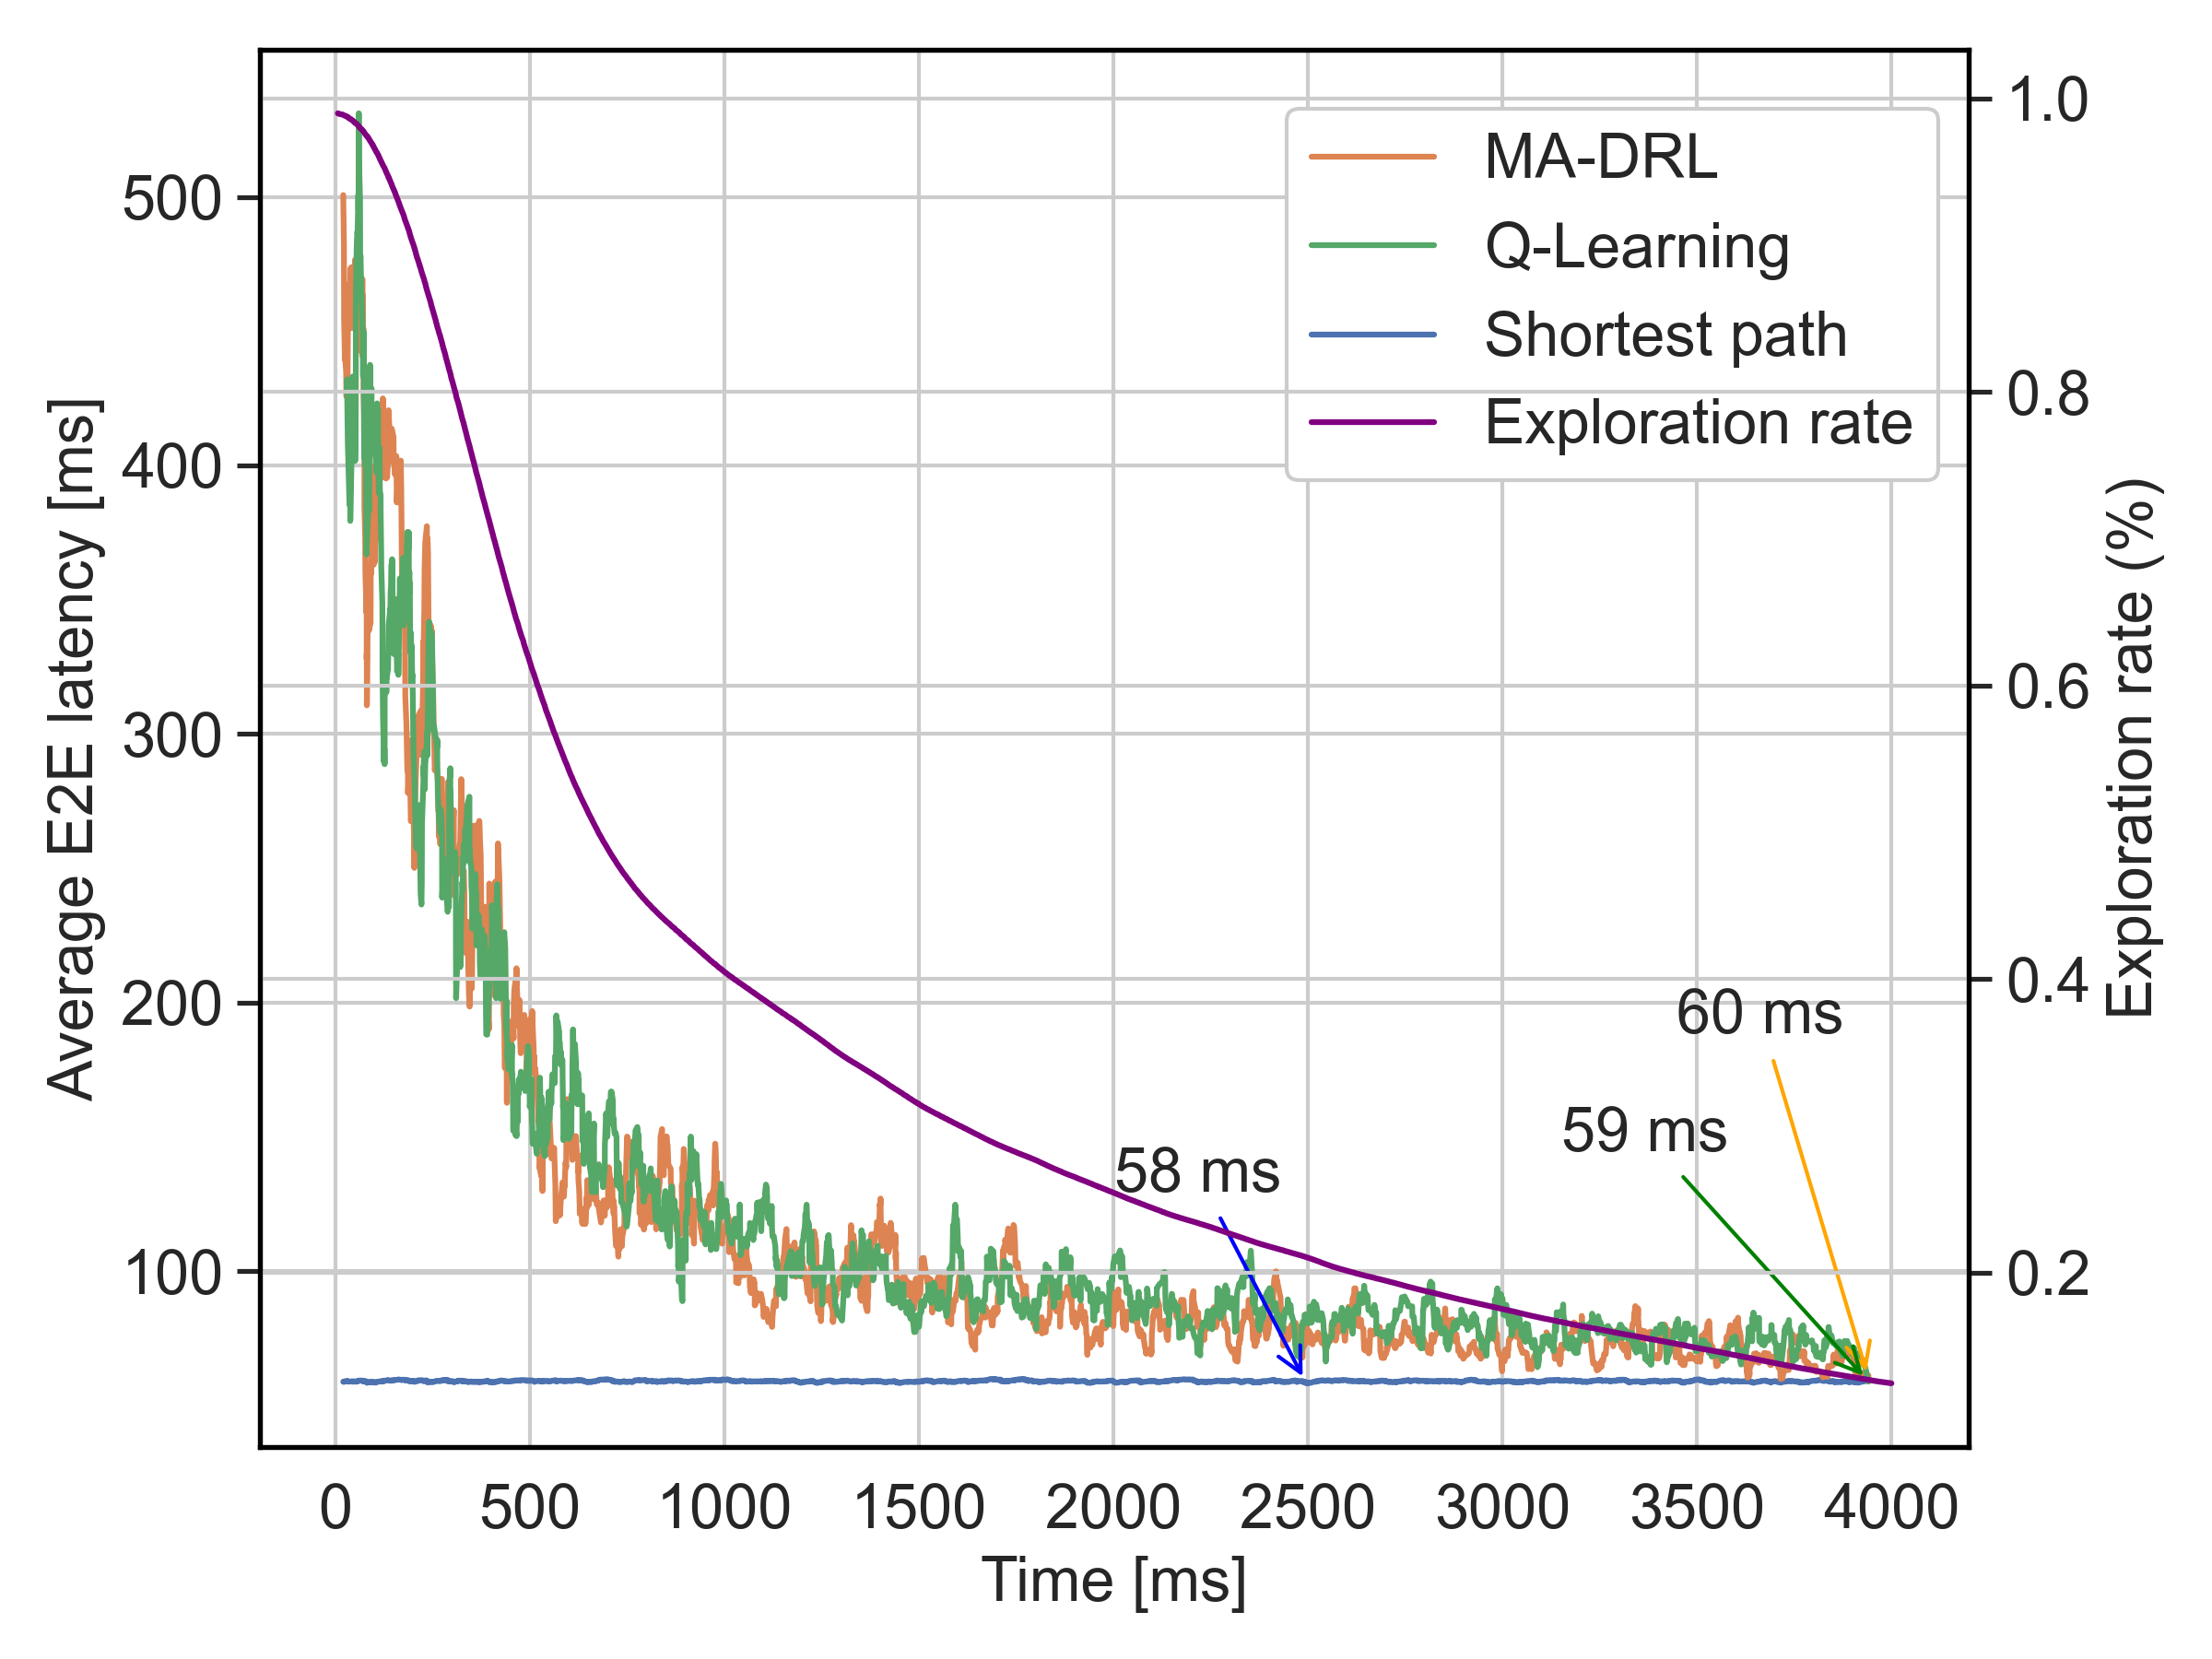 Average E2E latency [ms]
500
400
300
200
100
MA-DRL
Q-Learning
Shortest path
Exploration rate
58 ms
59 ms
60 ms
1.0
0.8
0.6
0.4
0.2
Exploration rate (%)
0 500 1000 1500 2000 2500 3000 3500 4000
Time [ms]